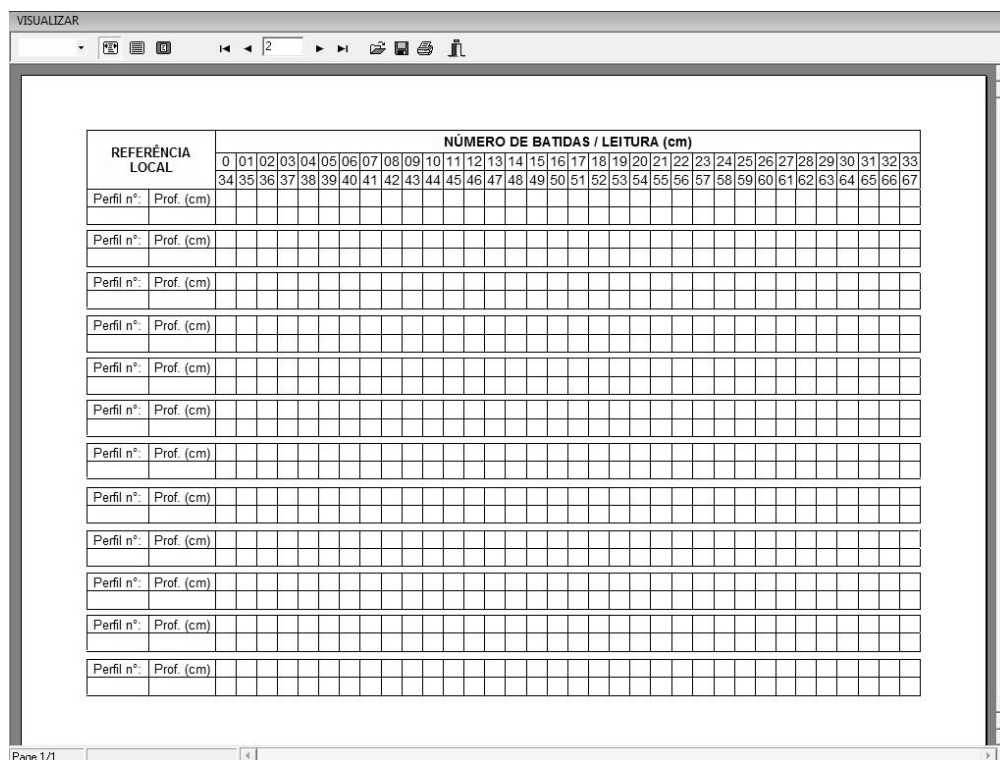 VISUALIZAR
2
NÚMERO DE BATIDAS / LEITURA (cm)
REFERÊNCIA
LOCAL
0 01 02 03 04 05 06 07 08 09 10 11 12 13 14 15 16 17 18 19 20 21 22 23 24 25 26 27 28 29 30 31 32 33
34 35 36 37 38 39 40 41 42 43 44 45 46 47 48 49 50 51 52 53 54 55 56 57 58 59 60 61 62 63 64 65 66 67
Perfil n°: Prof. (cm)
Perfil n°: Prof. (cm)
Perfil n°: Prof. (cm)
Perfil n°: Prof. (cm)
Perfil n°: Prof. (cm)
Perfil n°: Prof. (cm)
Perfil n°: Prof. (cm)
Perfil n°: Prof. (cm)
Perfil n°: Prof. (cm)
Perfil n°: Prof. (cm)
Perfil n°: Prof. (cm)
Perfil n°: Prof. (cm)
Page 1/1